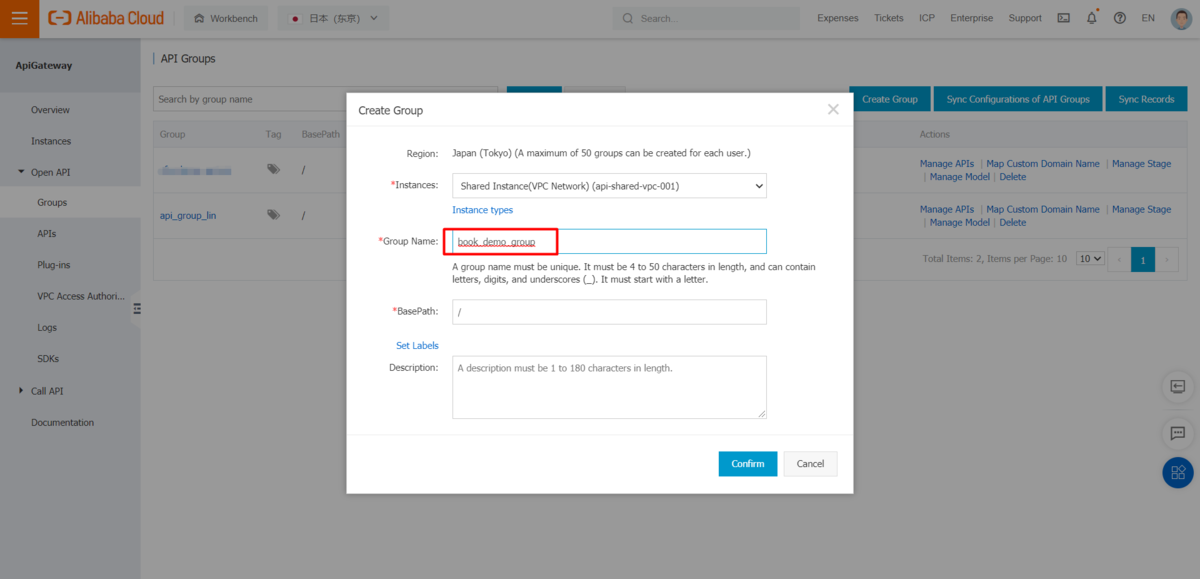 Alibaba Cloud
Workbench
日本（东京）
Search...
Expenses
Tickets
ICP
Enterprise
Support
EN
ApiGateway
Overview
Instances
Open API
Groups
APIs
Plug-ins
VPC Access Authori...
Logs
SDKs
Call API
Documentation
API Groups
Search by group name
Create Group
Sync Configurations of API Groups
Sync Records
Group
Tag
BasePath
Actions
/
Manage APIs | Map Custom Domain Name | Manage Stage
| Manage Model | Delete
api_group_lin
/
Manage APIs | Map Custom Domain Name | Manage Stage
| Manage Model | Delete
Total Items: 2, Items per Page: 10
10
‹
1
›
Create Group
Region: Japan (Tokyo) (A maximum of 50 groups can be created for each user.)
*Instances: Shared Instance(VPC Network) (api-shared-vpc-001)
Instance types
*Group Name: book_demo_group
A group name must be unique. It must be 4 to 50 characters in length, and can contain
letters, digits, and underscores (_). It must start with a letter.
*BasePath: /
Set Labels
Description: A description must be 1 to 180 characters in length.
Confirm
Cancel